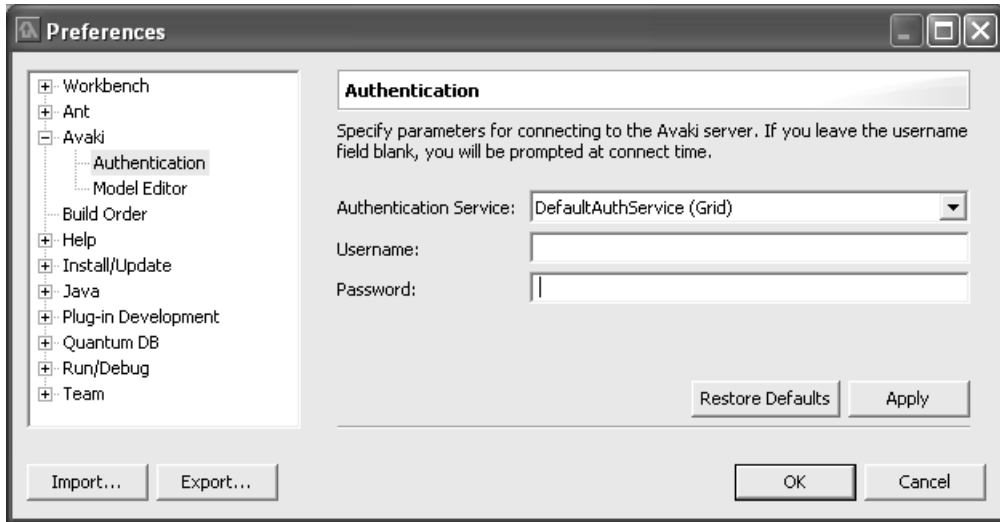 Preferences
Workbench
Ant
Avaki
Authentication
Model Editor
Build Order
Help
Install/Update
Java
Plug-in Development
Quantum DB
Run/Debug
Team
Authentication
Specify parameters for connecting to the Avaki server. If you leave the username
field blank, you will be prompted at connect time.
Authentication Service: DefaultAuthService (Grid)
Username:
Password:
Restore Defaults Apply
Import... Export... OK Cancel